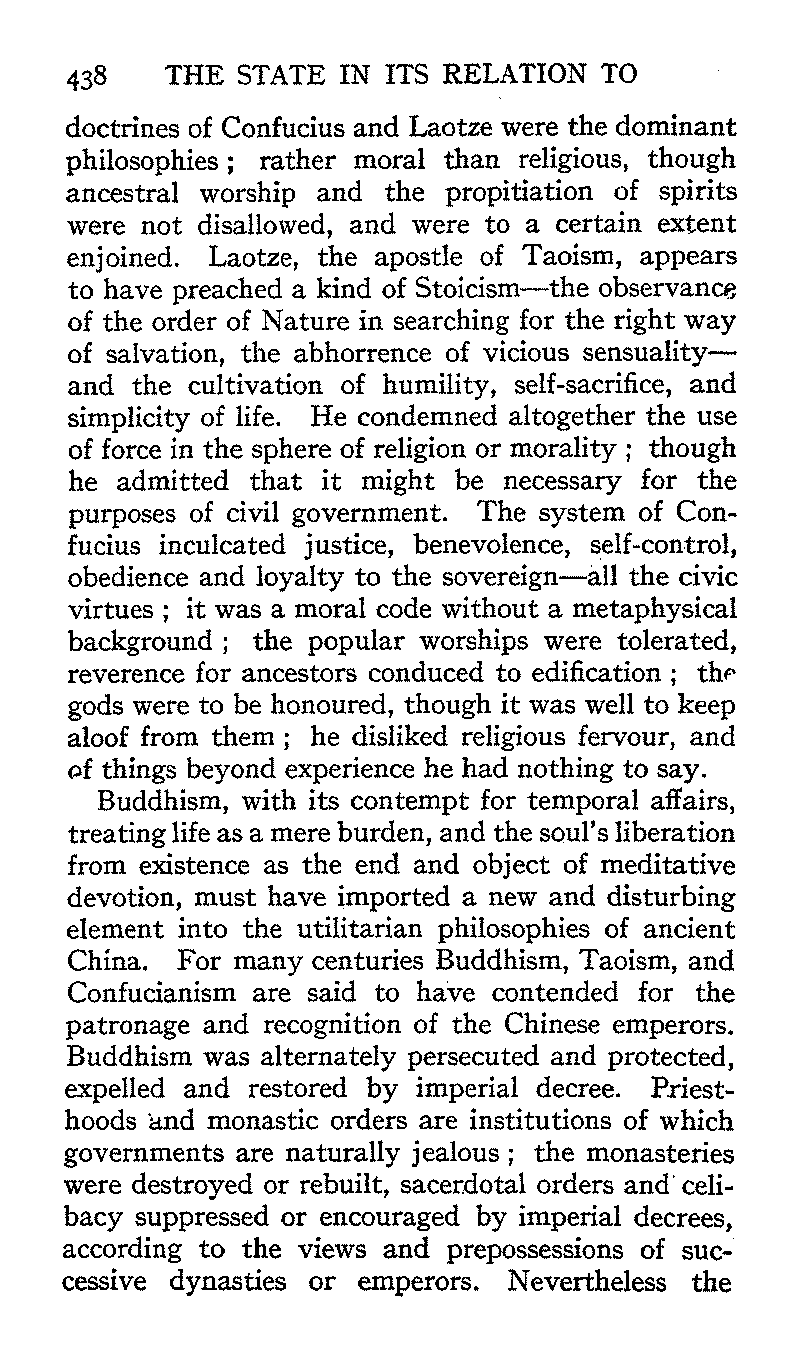 438 THE STATE IN ITS RELATION TO
doctrines of Confucius and Laotze were the dominant
philosophies ; rather moral than religious, though
ancestral worship and the propitiation of spirits
were not disallowed, and were to a certain extent
enjoined. Laotze, the apostle of Taoism, appears
to have preached a kind of Stoicism—the observance
of the order of Nature in searching for the right way
of salvation, the abhorrence of vicious sensuality—
and the cultivation of humility, self-sacrifice, and
simplicity of life. He condemned altogether the use
of force in the sphere of religion or morality ; though
he admitted that it might be necessary for the
purposes of civil government. The system of Con-
fucius inculcated justice, benevolence, self-control,
obedience and loyalty to the sovereign—all the civic
virtues ; it was a moral code without a metaphysical
background ; the popular worships were tolerated,
reverence for ancestors conduced to edification ; the
gods were to be honoured, though it was well to keep
aloof from them ; he disliked religious fervour, and
of things beyond experience he had nothing to say.
Buddhism, with its contempt for temporal affairs,
treating life as a mere burden, and the soul's liberation
from existence as the end and object of meditative
devotion, must have imported a new and disturbing
element into the utilitarian philosophies of ancient
China. For many centuries Buddhism, Taoism, and
Confucianism are said to have contended for the
patronage and recognition of the Chinese emperors.
Buddhism was alternately persecuted and protected,
expelled and restored by imperial decree. Priest-
hoods and monastic orders are institutions of which
governments are naturally jealous ; the monasteries
were destroyed or rebuilt, sacerdotal orders and celi-
bacy suppressed or encouraged by imperial decrees,
according to the views and prepossessions of suc-
cessive dynasties or emperors. Nevertheless the